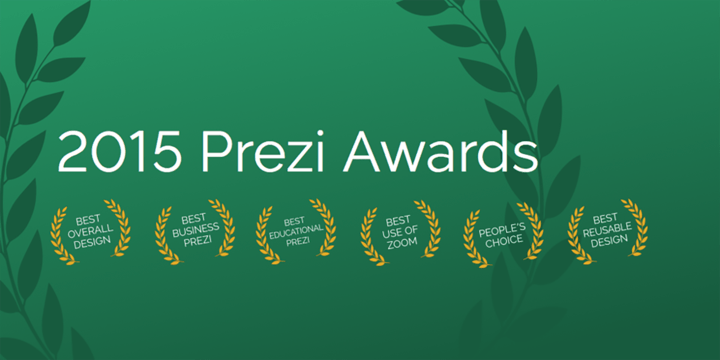 2015 Prezi Awards
BEST
OVERALL
DESIGN
BEST
BUSINESS
PREZI
BEST
EDUCATIONAL
PREZI
BEST
USE OF
ZOOM
PEOPLE'S
CHOICE
BEST
REUSABLE
DESIGN